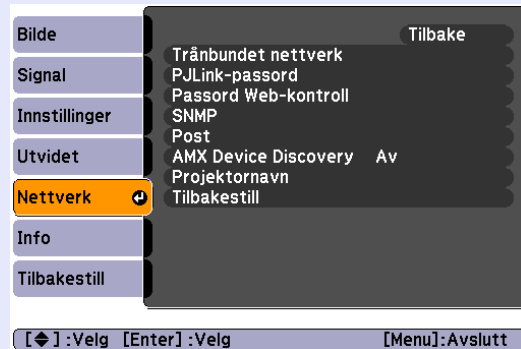 Bilde
Signal
Innstillinger
Utvidet
Nettverk
Info
Tilbakestill
Tilbake
Trånbundet nettverk
PJLink-passord
Passord Web-kontroll
SNMP
Post
AMX Device Discovery Av
Projektornavn
Tilbakestill
[◆] :Velg [Enter] :Velg [Menu]:Avslutt